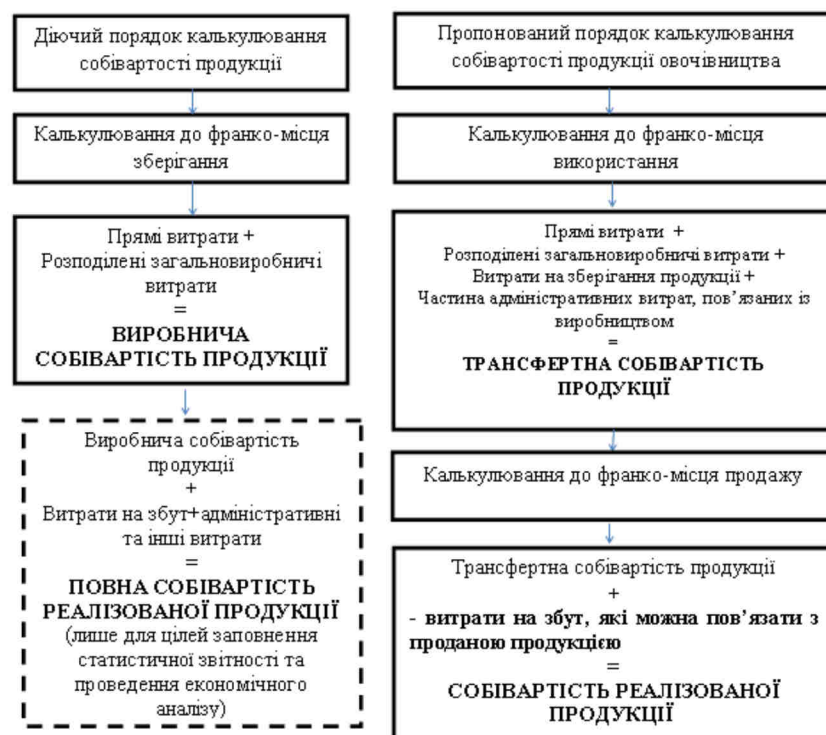 Діючий порядок калькулювання
собівартості продукції
Калькулювання до франко-місця
зберігання
Прямі витрати +
Розподілені загальновиробничі
витрати
=
ВИРОБНИЧА
СОБІВАРТІСТЬ ПРОДУКЦІЇ
Виробнича собівартість
продукції
+
Витрати на збут+адміністративні
та інші витрати
=
ПОВНА СОБІВАРТІСТЬ
РЕАЛІЗОВАНОЇ ПРОДУКЦІЇ
(лише для цілей заповнення
статистичної звітності та
проведення економічного
аналізу)
Пропонований порядок калькулювання
собівартості продукції овочівництва
Калькулювання до франко-місця
використання
Прямі витрати +
Розподілені загальновиробничі витрати +
Витрати на зберігання продукції +
Частина адміністративних витрат, пов’язаних із
виробництвом
=
ТРАНСФЕРТНА СОБІВАРТІСТЬ
ПРОДУКЦІЇ
Калькулювання до франко-місця продажу
Трансфертна собівартість продукції
+
- витрати на збут, які можна пов’язати з
проданою продукцією
=
СОБІВАРТІСТЬ РЕАЛІЗОВАНОЇ
ПРОДУКЦІЇ